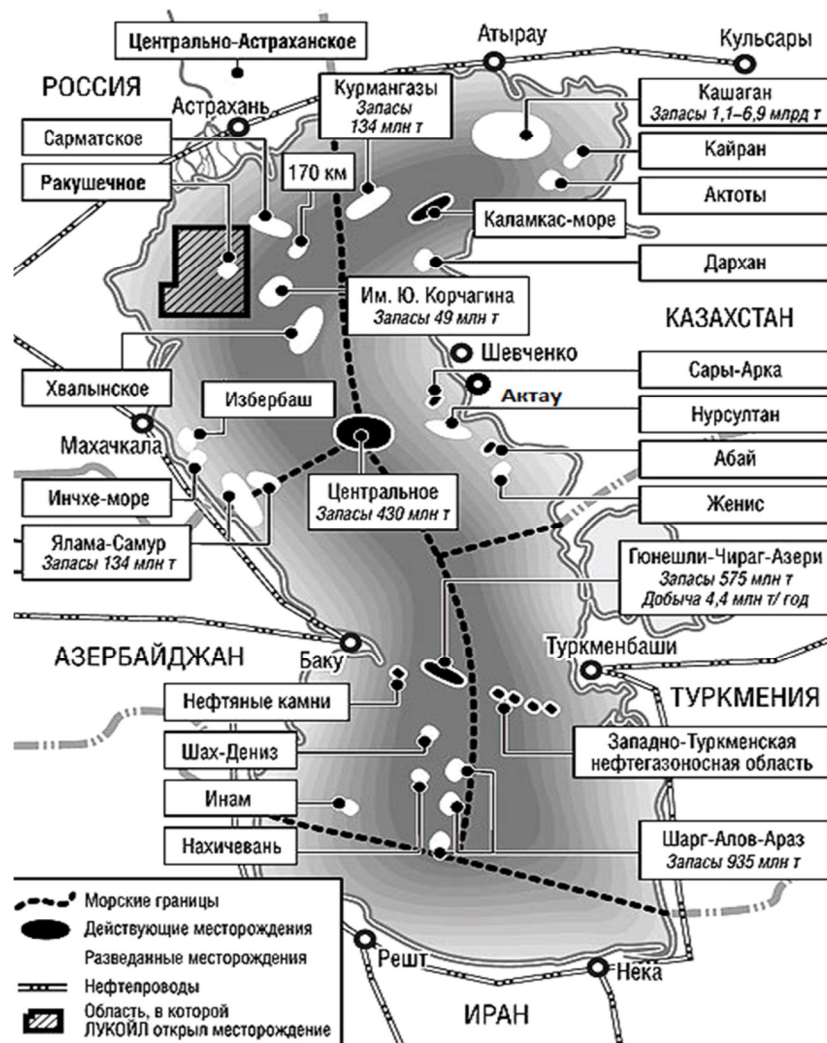 Центрально-Астраханское
Атырау
Кульсары
РОССИЯ
Астрахань
Курмангазы
Запасы
134 млн т
Кашаган
Запасы 1,1–6,9 млрд т
Сарматское
Кайран
Ракушечное
170 км
Актоты
Каламкас-море
Дархан
Им. Ю. Корчагина
Запасы 49 млн т
КАЗАХСТАН
Шевченко
Сары-Арка
Хвалынское
Избербаш
Актау
Нурсултан
Махачкала
Абай
Инчхе-море
Центральное
Запасы 430 млн т
Женис
Ялама-Самур
Запасы 134 млн т
Гюнешли-Чираг-Азери
Запасы 575 млн т
Добыча 4,4 млн т/ год
АЗЕРБАЙДЖАН
Баку
Туркменбаши
Нефтяные камни
ТУРКМЕНИЯ
Шах-Дениз
Западно-Туркменская
нефтегазоносная область
Инам
Нахичевань
Шарг-Алов-Араз
Запасы 935 млн т
Морские границы
Действующие месторождения
Разведанные месторождения
Нефтепроводы
Область, в которой
ЛУКОЙЛ открыл месторождение
Решт
Нека
ИРАН